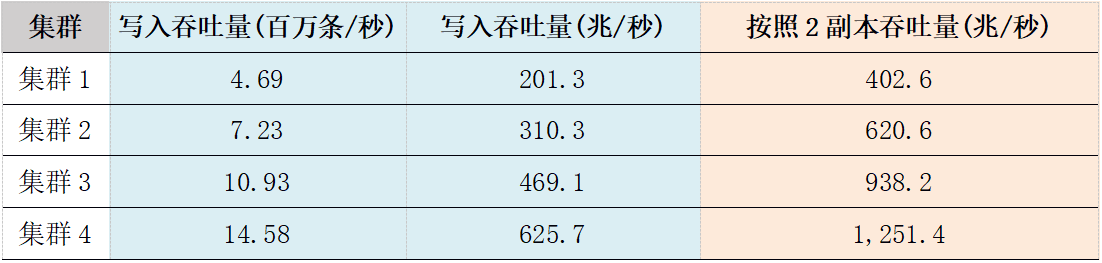 集群 写入吞吐量(百万条/秒) 写入吞吐量(兆/秒) 按照2副本吞吐量(兆/秒)
集群1 4.69 201.3 402.6
集群2 7.23 310.3 620.6
集群3 10.93 469.1 938.2
集群4 14.58 625.7 1,251.4